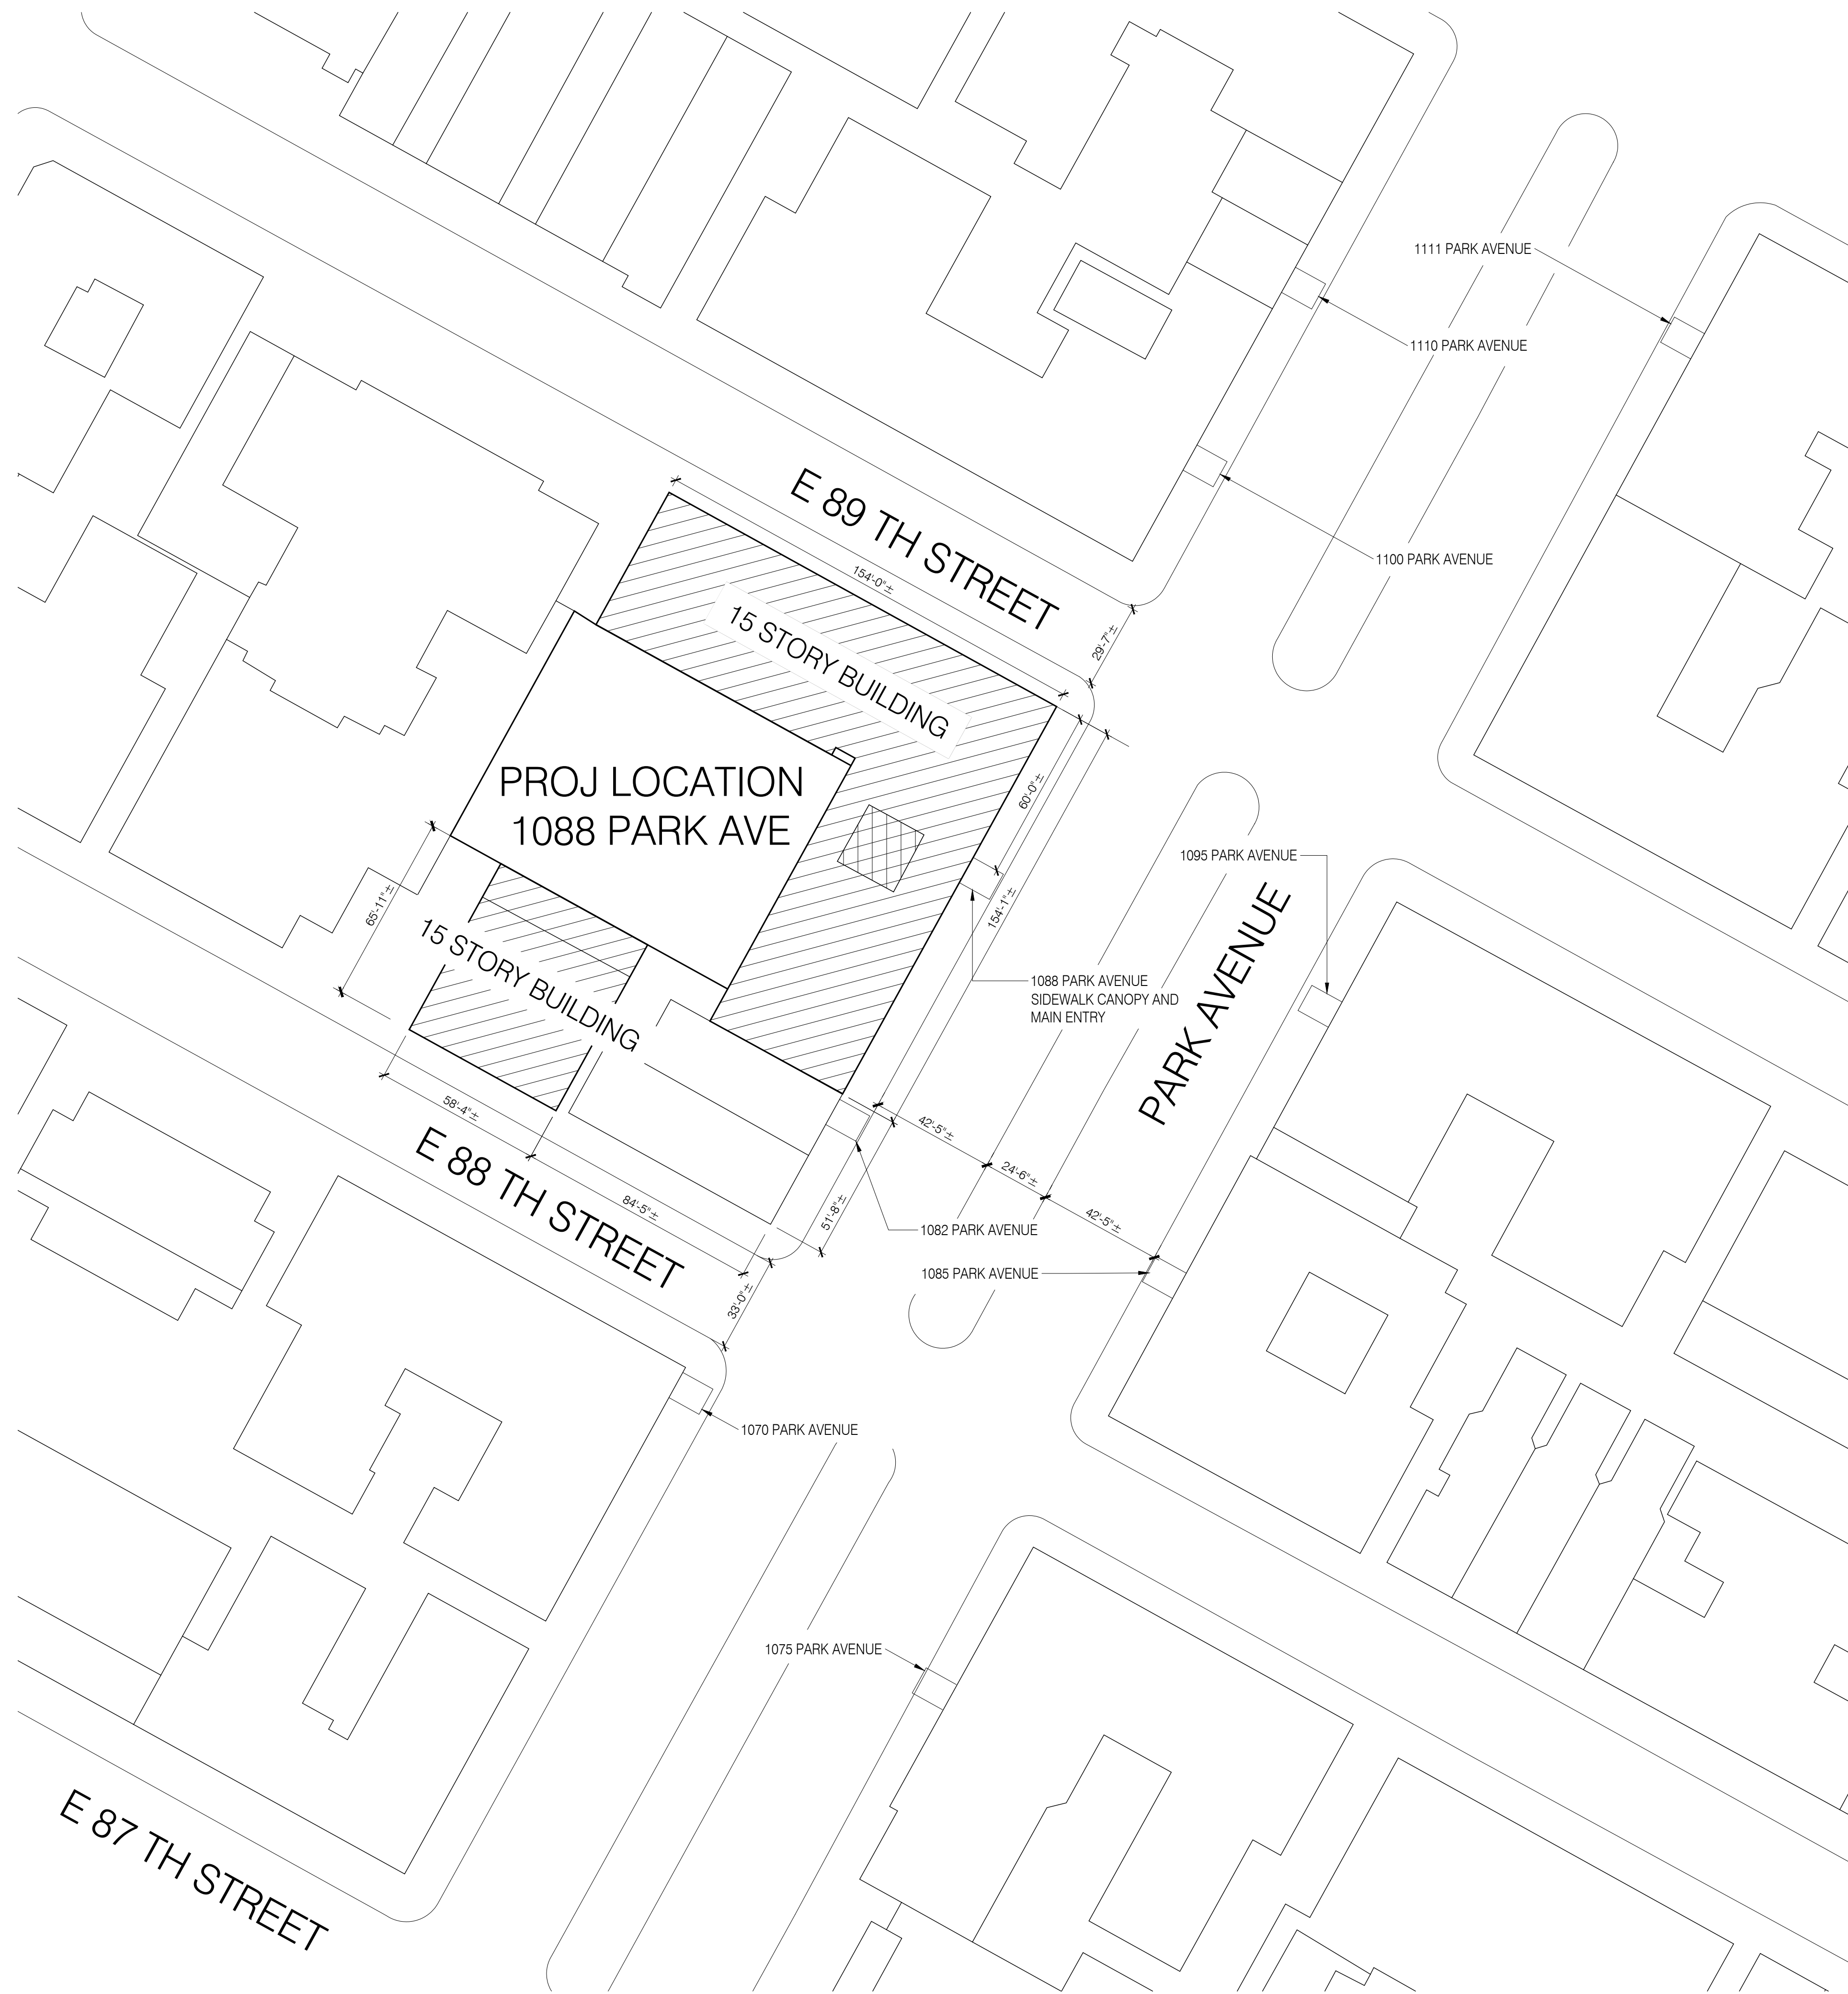 1111 PARK AVENUE
1110 PARK AVENUE
E 89 TH STREET
1100 PARK AVENUE
154'-0"±
15 STORY BUILDING
29'-7"±
PROJ LOCATION
1088 PARK AVE
60'-0"±
1095 PARK AVENUE
65'-11"±
154'-1"±
15 STORY BUILDING
1088 PARK AVENUE
SIDEWALK CANOPY AND
MAIN ENTRY
PARK AVENUE
58'-4"±
42'-5"±
24'-6"±
42'-5"±
E 88 TH STREET
84'-5"±
51'-8"±
1082 PARK AVENUE
1085 PARK AVENUE
33'-0"±
1070 PARK AVENUE
1075 PARK AVENUE
E 87 TH STREET